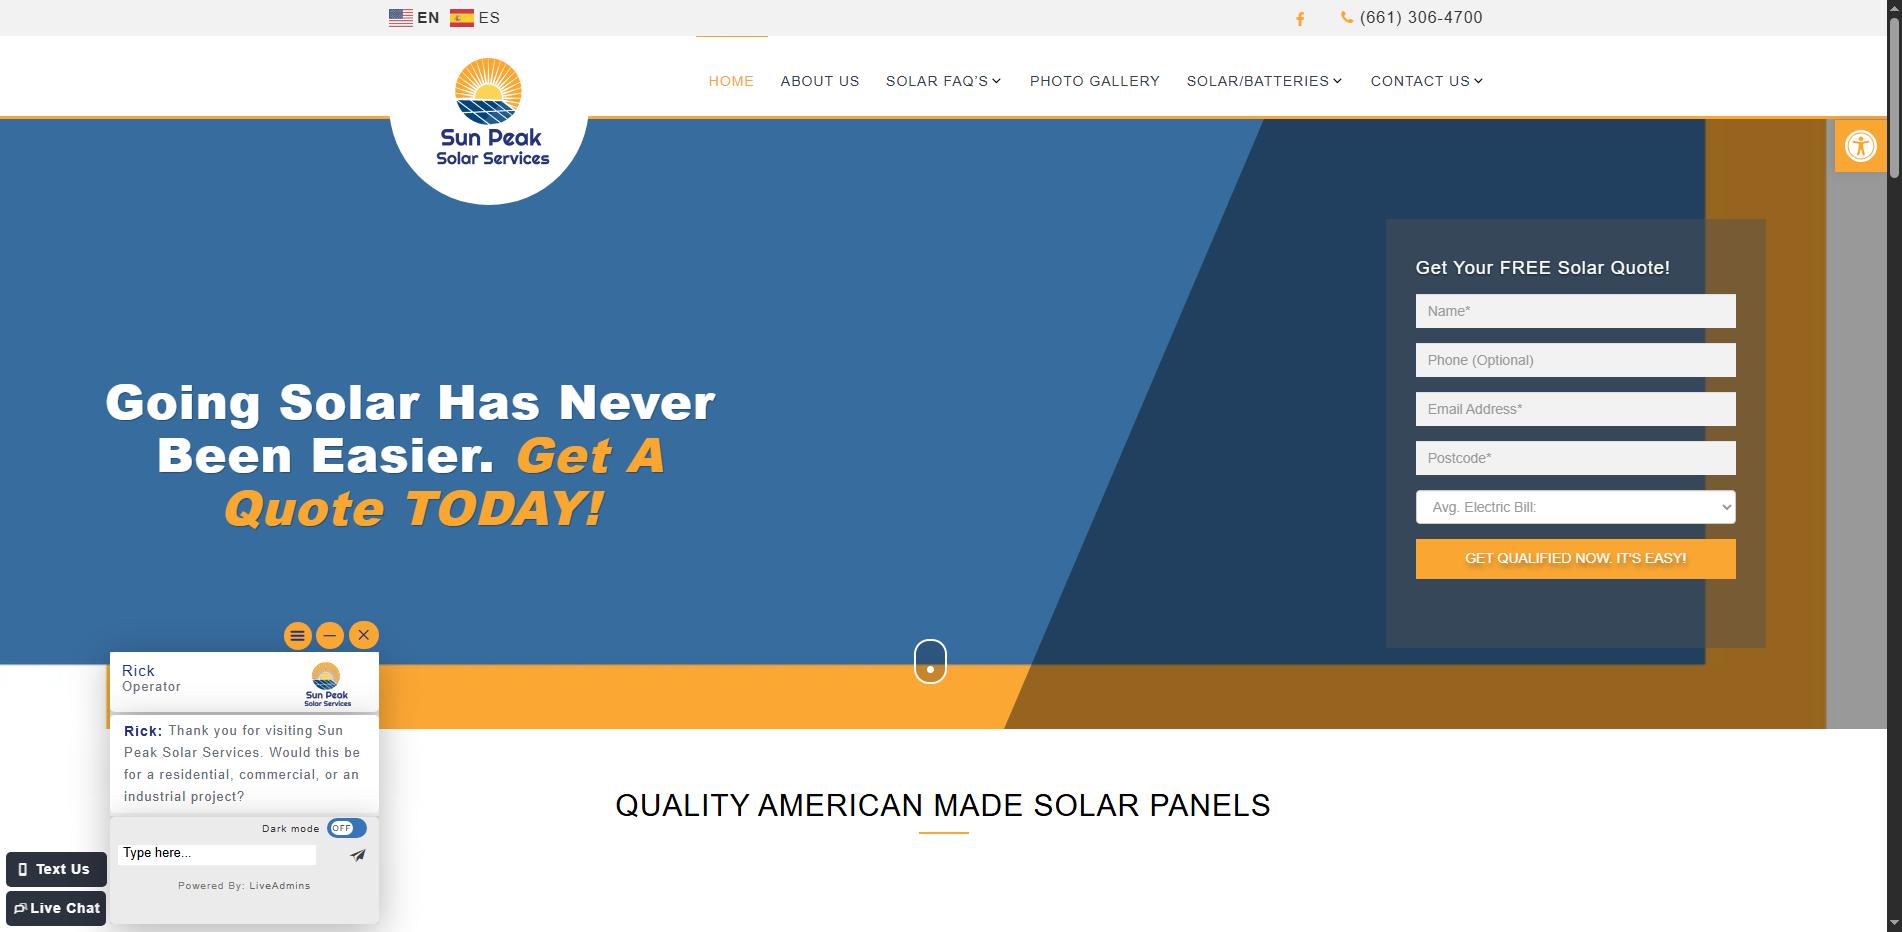 EN ES
(661) 306-4700
Sun Peak
Solar Services
HOME ABOUT US SOLAR FAQ'S PHOTO GALLERY SOLAR/BATTERIES CONTACT US
Going Solar Has Never
Been Easier. Get A
Quote TODAY!
Get Your FREE Solar Quote!
Name*
Phone (Optional)
Email Address*
Postcode*
Avg. Electric Bill:
GET QUALIFIED NOW. IT'S EASY!
Rick
Operator
Sun Peak
Solar Services
Rick: Thank you for visiting Sun
Peak Solar Services. Would this be
for a residential, commercial, or an
industrial project?
Dark mode OFF
Type here...
Powered By: LiveAdmins
Text Us
Live Chat
QUALITY AMERICAN MADE SOLAR PANELS